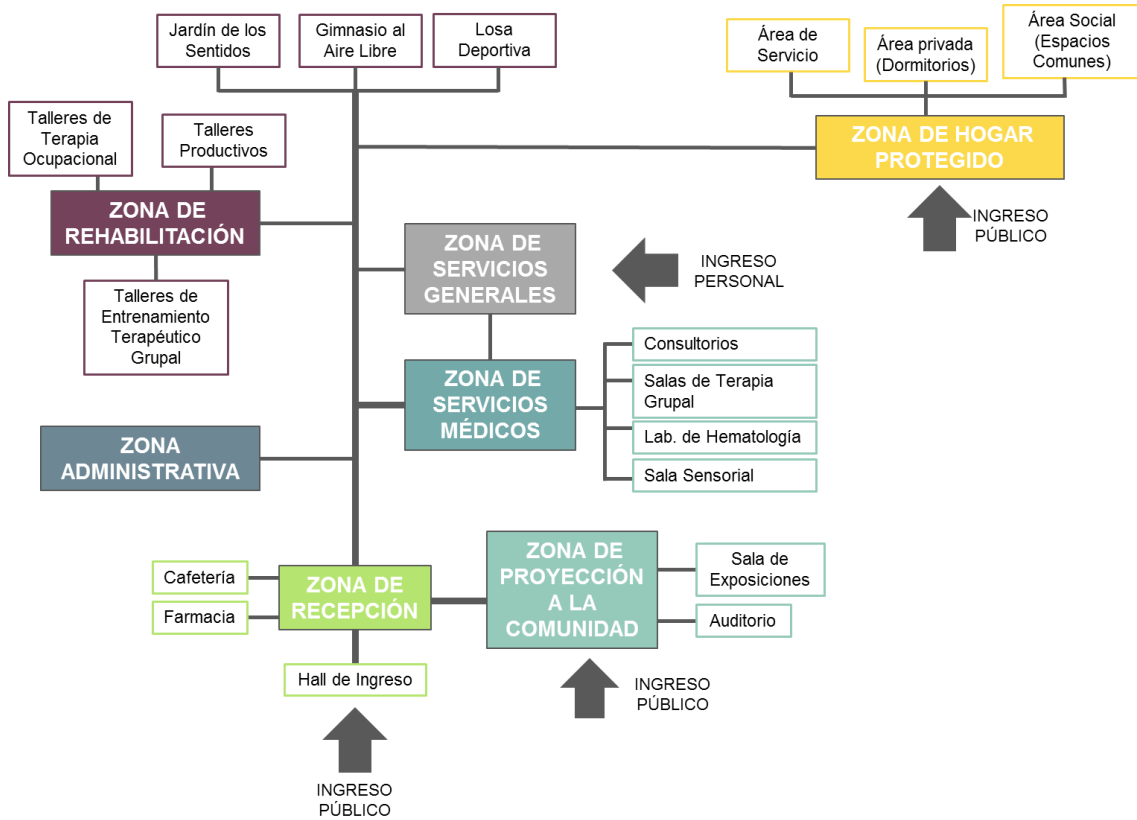 Jardín de los
Sentidos
Gimnasio al
Aire Libre
Losa
Deportiva
Área de
Servicio
Área privada
(Dormitorios)
Área Social
(Espacios
Comunes)
Talleres de
Terapia
Ocupacional
Talleres
Productivos
ZONA DE HOGAR
PROTEGIDO
ZONA DE
REHABILITACIÓN
INGRESO
PÚBLICO
ZONA DE
SERVICIOS
GENERALES
INGRESO
PERSONAL
Talleres de
Entrenamiento
Terapéutico
Grupal
ZONA DE
SERVICIOS
MÉDICOS
Consultorios
Salas de Terapia
Grupal
Lab. de Hematología
Sala Sensorial
ZONA
ADMINISTRATIVA
Cafetería
Farmacia
ZONA DE
RECEPCIÓN
ZONA DE
PROYECCIÓN
A LA
COMUNIDAD
Sala de
Exposiciones
Auditorio
Hall de Ingreso
INGRESO
PÚBLICO
INGRESO
PÚBLICO